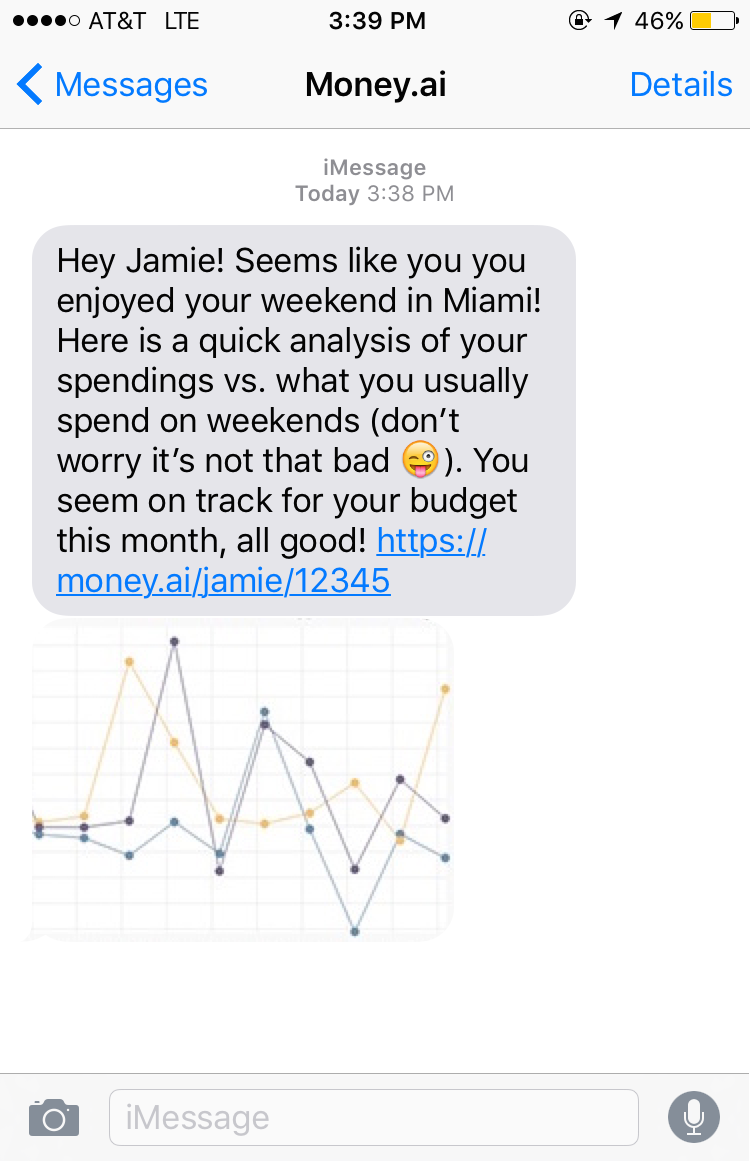 AT&T LTE 3:39 PM 46%
Messages Money.ai Details
iMessage
Today 3:38 PM
Hey Jamie! Seems like you you
enjoyed your weekend in Miami!
Here is a quick analysis of your
spendings vs. what you usually
spend on weekends (don’t
worry it’s not that bad 😜). You
seem on track for your budget
this month, all good! https://
money.ai/jamie/12345
iMessage